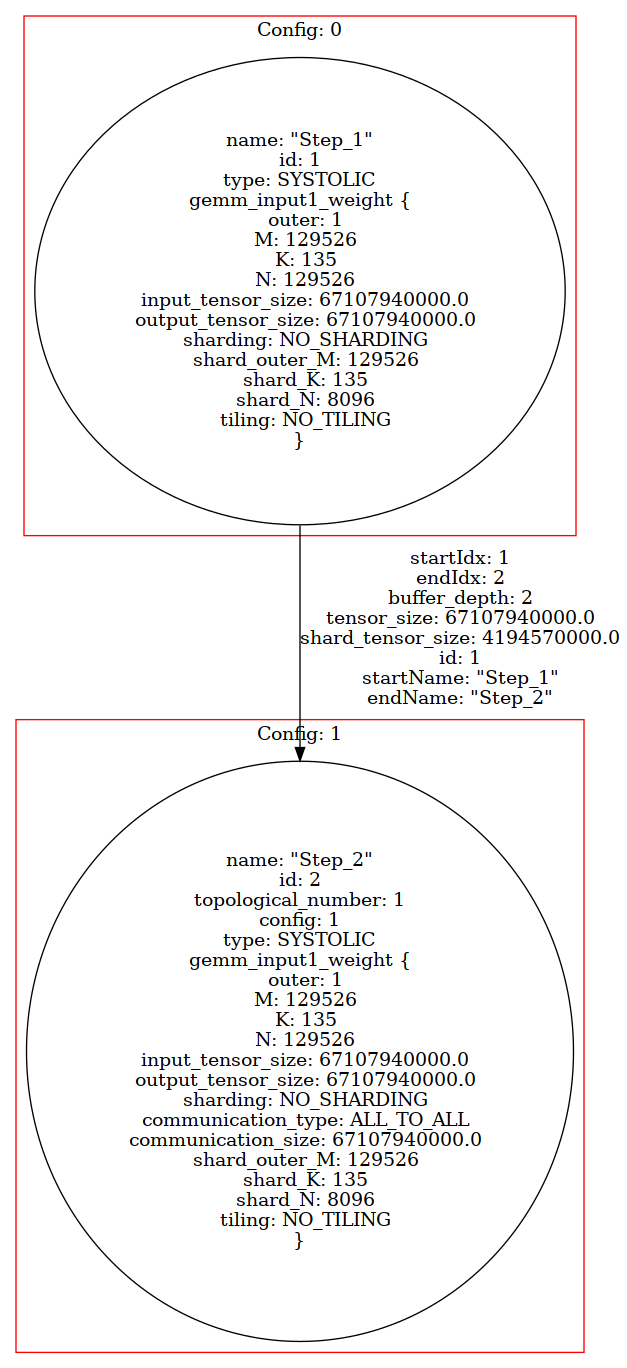 Config: 0
name: "Step_1"
id: 1
type: SYSTOLIC
gemm_input1_weight {
outer: 1
M: 129526
K: 135
N: 129526
input_tensor_size: 67107940000.0
output_tensor_size: 67107940000.0
sharding: NO_SHARDING
shard_outer_M: 129526
shard_K: 135
shard_N: 8096
tiling: NO_TILING
}
startIdx: 1
endIdx: 2
buffer_depth: 2
tensor_size: 67107940000.0
shard_tensor_size: 4194570000.0
id: 1
startName: "Step_1"
endName: "Step_2"
Config: 1
name: "Step_2"
id: 2
topological_number: 1
config: 1
type: SYSTOLIC
gemm_input1_weight {
outer: 1
M: 129526
K: 135
N: 129526
input_tensor_size: 67107940000.0
output_tensor_size: 67107940000.0
sharding: NO_SHARDING
communication_type: ALL_TO_ALL
communication_size: 67107940000.0
shard_outer_M: 129526
shard_K: 135
shard_N: 8096
tiling: NO_TILING
}